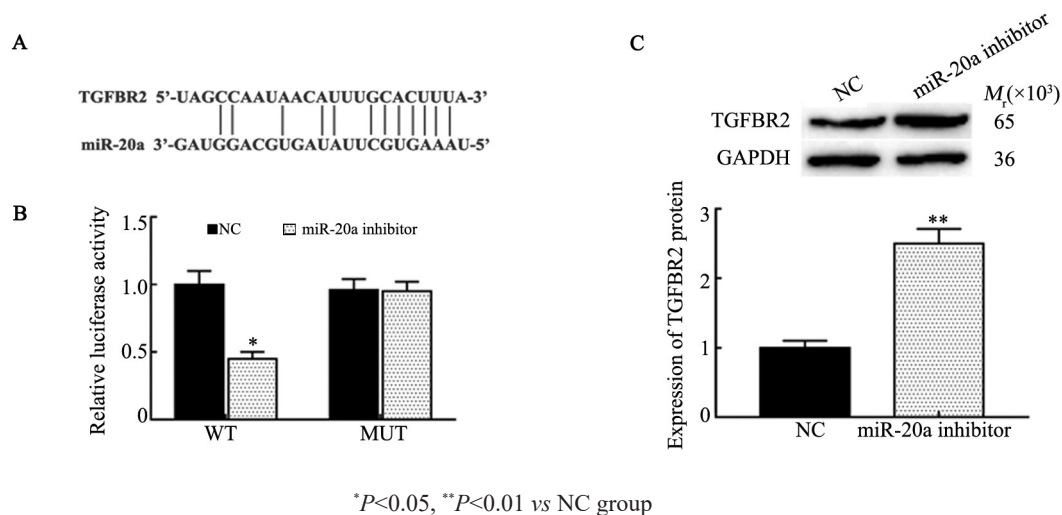 A
TGFBR2 5’-UAGCCAAUAACAUUUGCACUUUA-3’
miR-20a 3’-GAUGGACGUGAUAUUCGUGAAAU-5’
B
Relative luciferase activity
1.5
1.0
0.5
0
NC
miR-20a inhibitor
*
WT
MUT
C
NC
miR-20a inhibitor
Mr(×10³)
TGFBR2
65
GAPDH
36
Expression of TGFBR2 protein
3
2
1
0
**
NC
miR-20a inhibitor
*P<0.05, **P<0.01 vs NC group